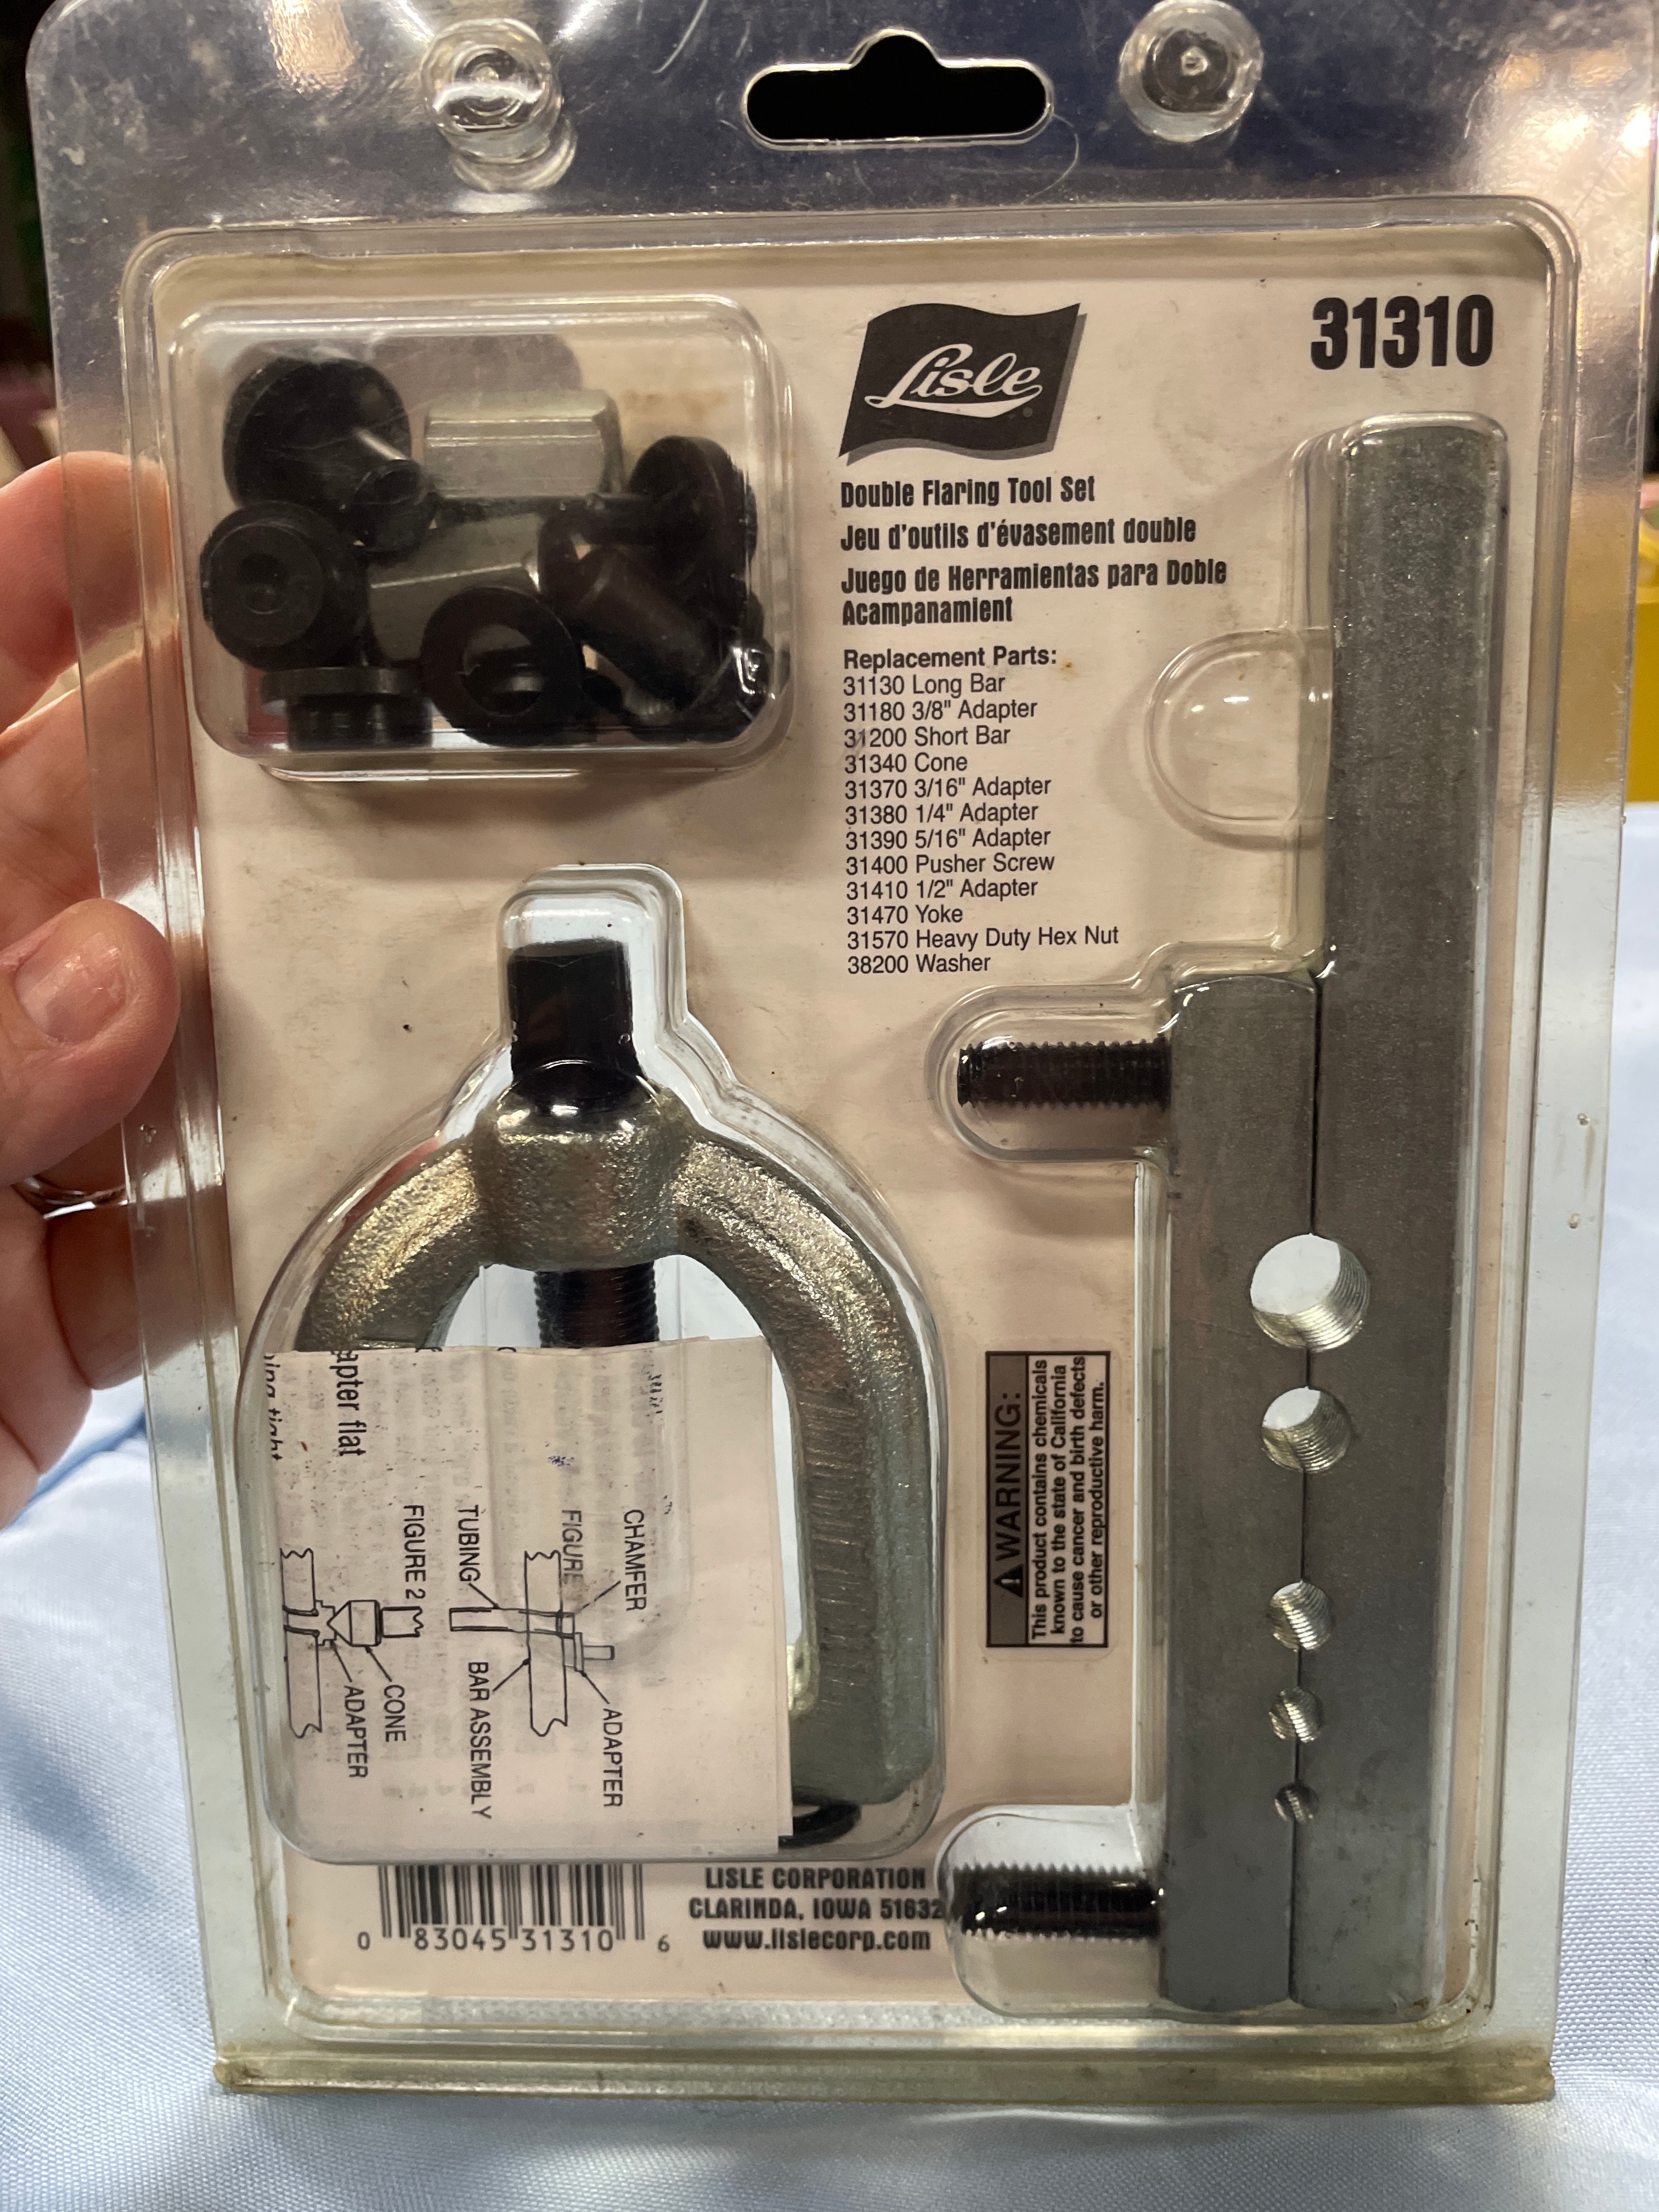 31310
Lisle
Double Flaring Tool Set
Jeu d'outils d'évasement double
Juego de Herramientas para Doble
Acampanamient
Replacement Parts:
31130 Long Bar
31180 3/8" Adapter
31200 Short Bar
31340 Cone
31370 3/16" Adapter
31380 1/4" Adapter
31390 5/16" Adapter
31400 Pusher Screw
31410 1/2" Adapter
31470 Yoke
31570 Heavy Duty Hex Nut
38200 Washer
⚠WARNING:
This product contains chemicals
known to the state of California
to cause cancer and birth defects
or other reproductive harm.
CHAMFER
ADAPTER
FIGURE
TUBING
BAR ASSEMBLY
FIGURE 2
CONE
ADAPTER
apter flat
LISLE CORPORATION
CLARINDA, IOWA 51632
www.lislecorp.com
0 83045 31310 6